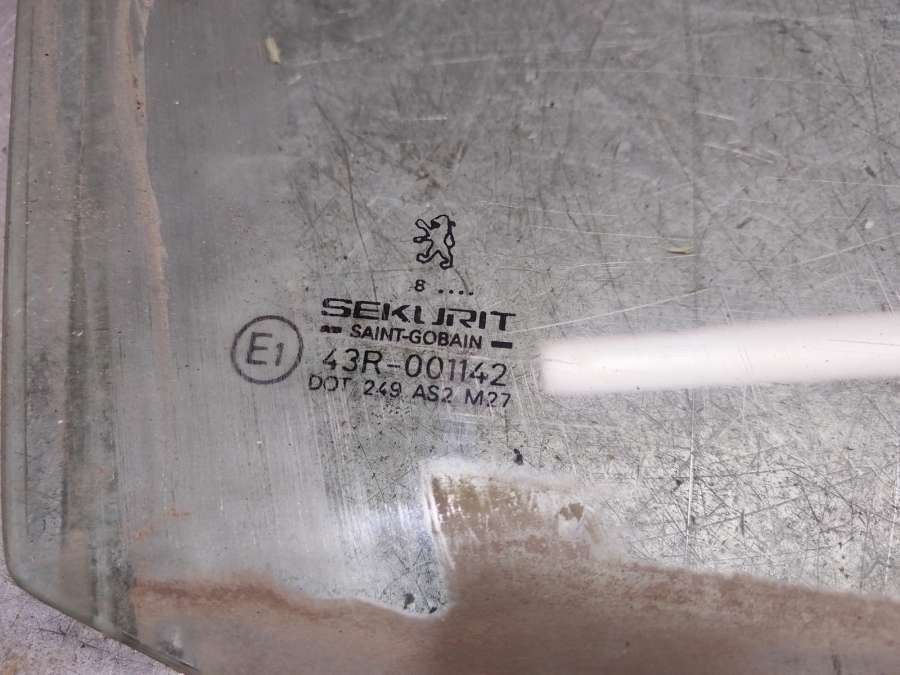 8 ....
SEKURIT
SAINT-GOBAIN
E1
43R-001142
DOT 249 AS2 M27